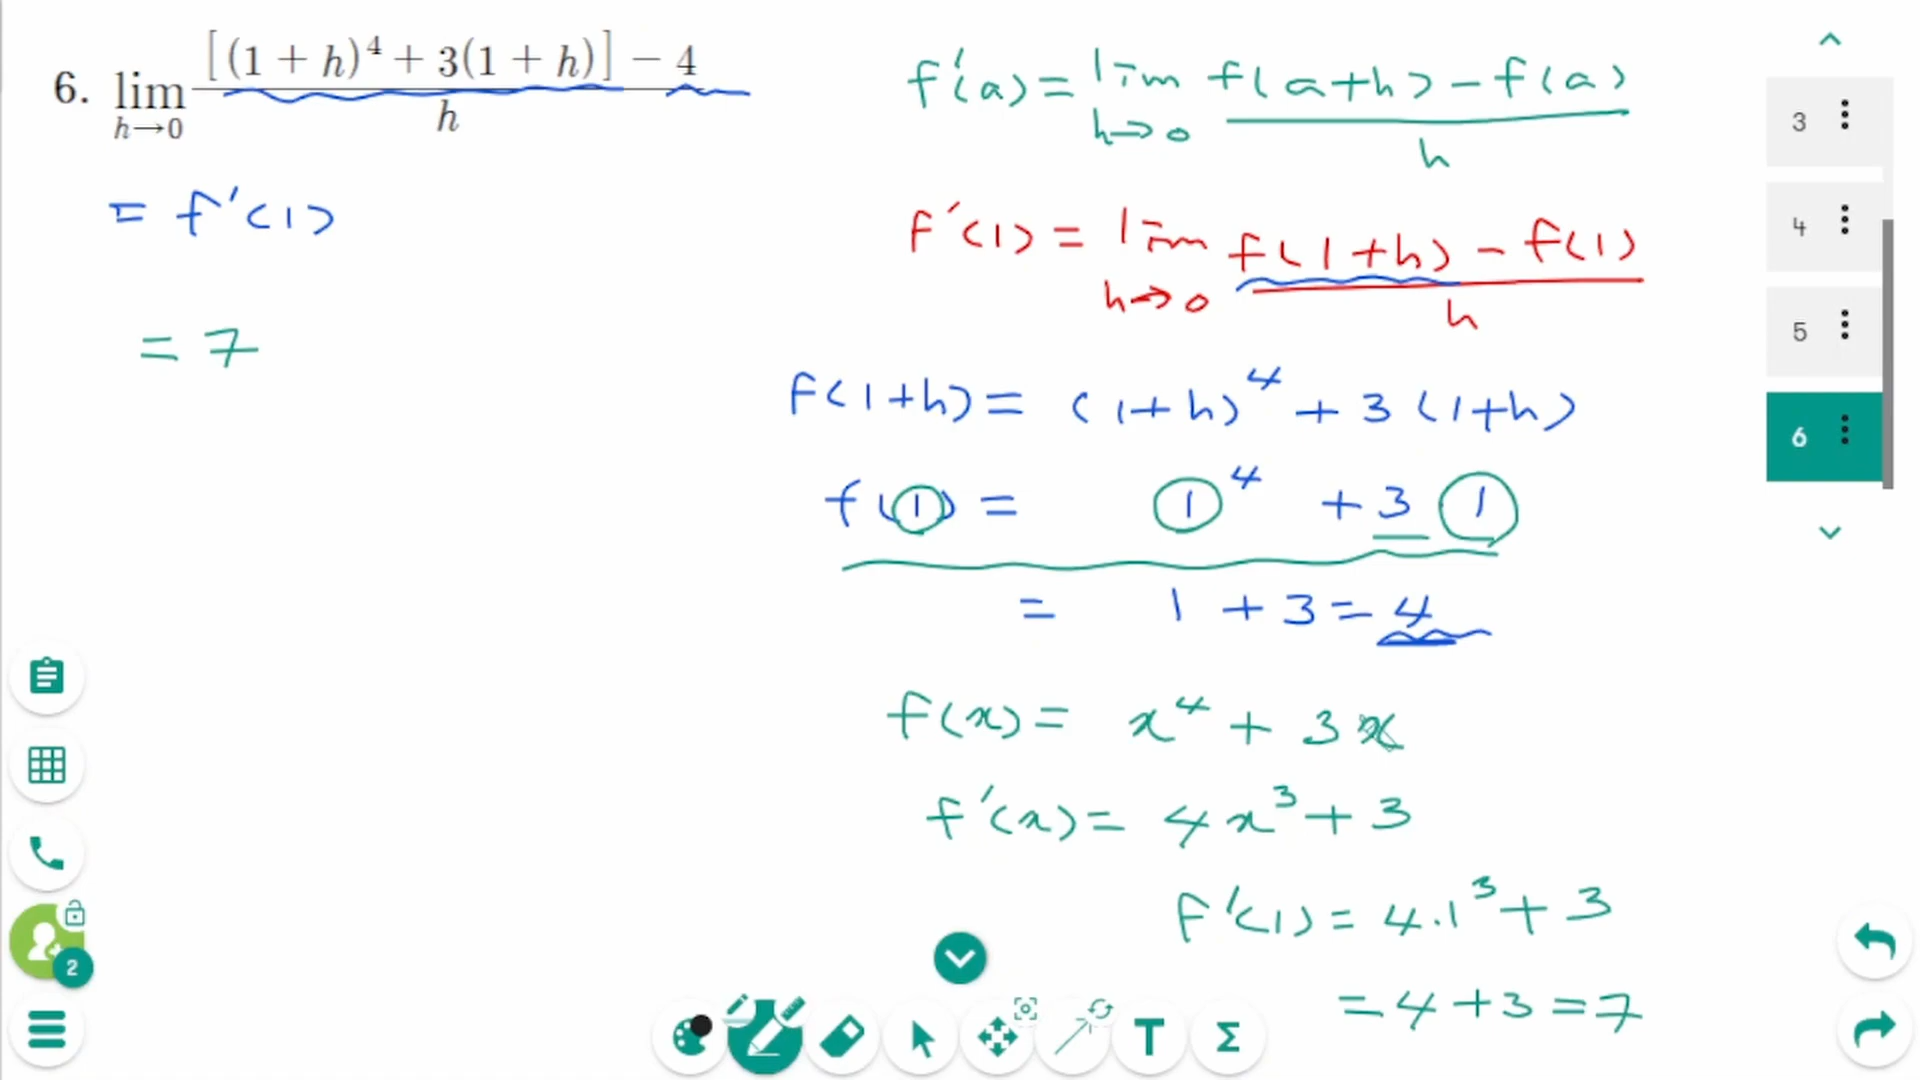 6. lim h→0 [(1 + h)⁴ + 3(1 + h)] − 4 / h
= f'(1)
= 7
f'(a) = lim h→0 f(a+h) − f(a) / h
f'(1) = lim h→0 f(1+h) − f(1) / h
f(1+h) = (1+h)⁴ + 3(1+h)
f(1) = 1⁴ + 3 1
= 1 + 3 = 4
f(x) = x⁴ + 3x
f'(x) = 4x³ + 3
f'(1) = 4.1³ + 3
= 4 + 3 = 7
3
4
5
6
2
T
Σ